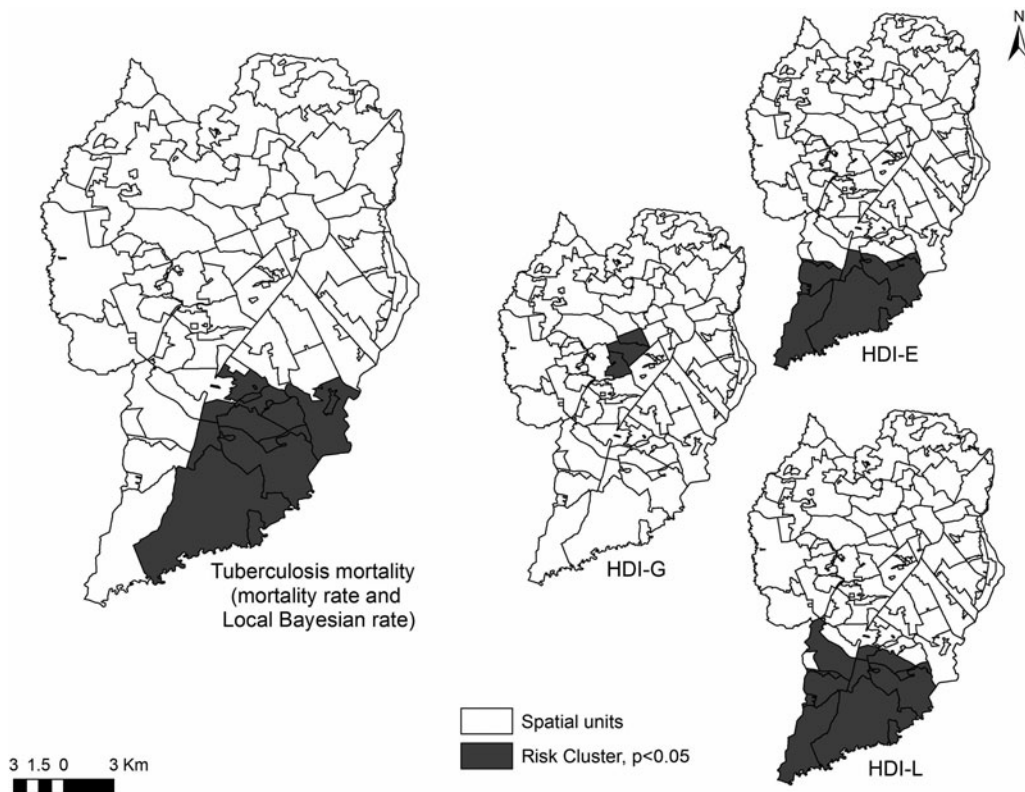 N
HDI-E
HDI-G
Tuberculosis mortality
(mortality rate and
Local Bayesian rate)
HDI-L
Spatial units
Risk Cluster, p<0.05
3 1.5 0 3 Km